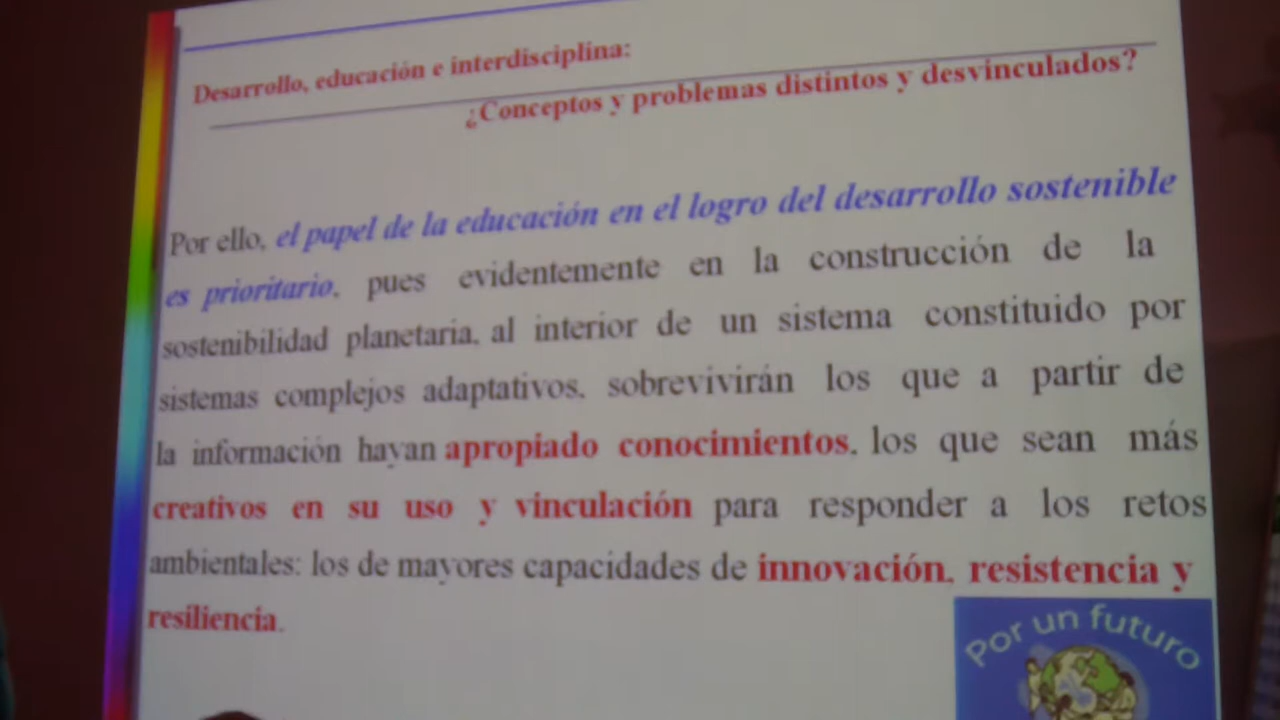 Desarrollo, educación e interdisciplina:
¿Conceptos y problemas distintos y desvinculados?
Por ello, el papel de la educación en el logro del desarrollo sostenible
es prioritario, pues evidentemente en la construcción de la
sostenibilidad planetaria, al interior de un sistema constituido por
sistemas complejos adaptativos, sobrevivirán los que a partir de
la información hayan apropiado conocimientos, los que sean más
creativos en su uso y vinculación para responder a los retos
ambientales: los de mayores capacidades de innovación, resistencia y
resiliencia.
Por un futuro